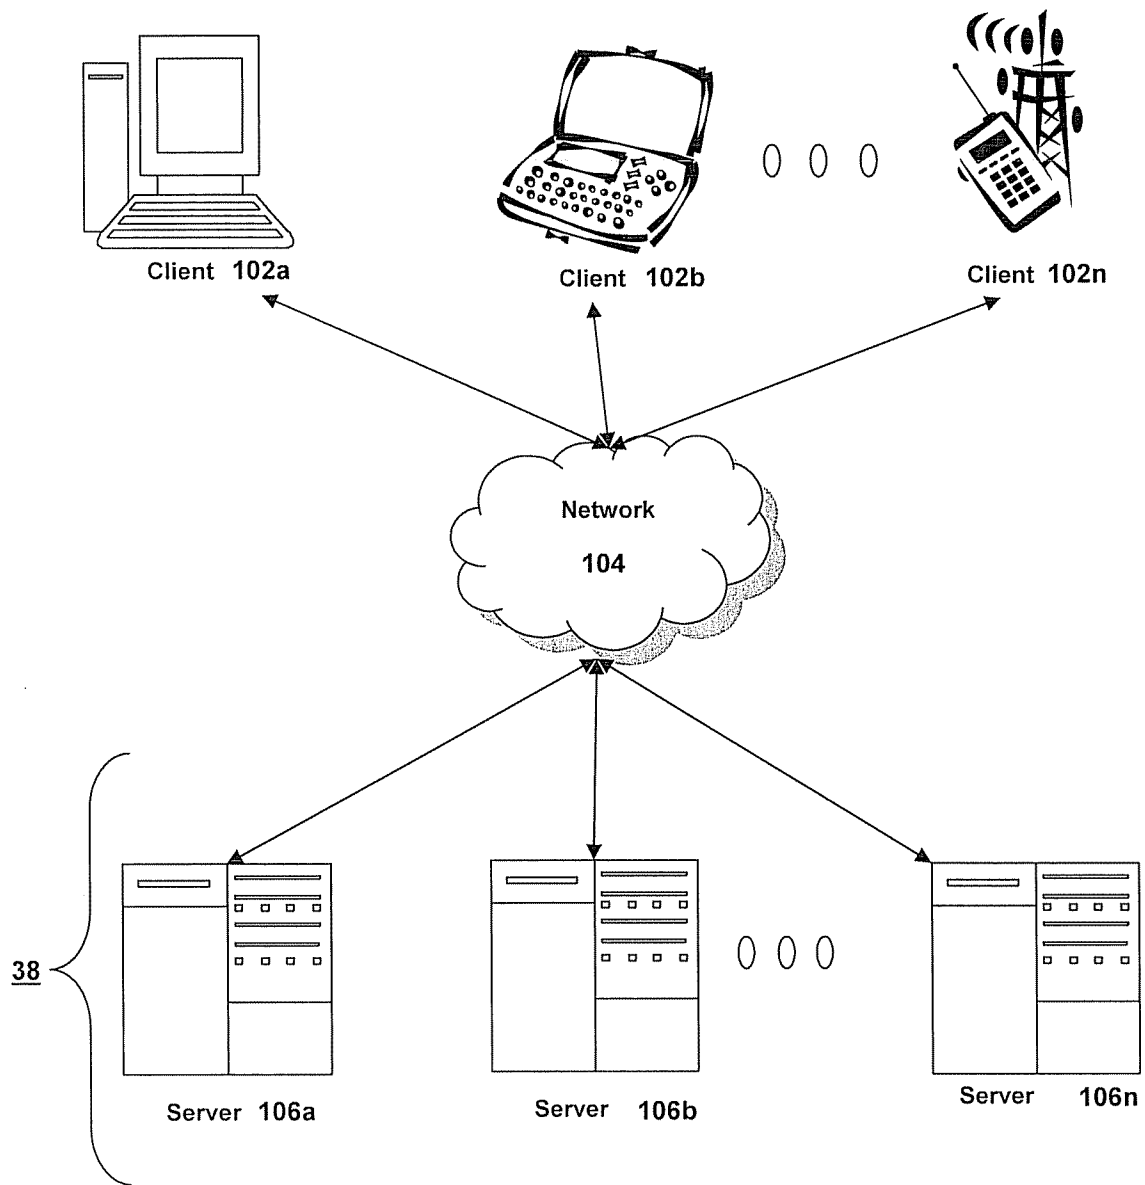 Client 102a
Client 102b
Client 102n
Network
104
38
Server 106a
Server 106b
Server 106n